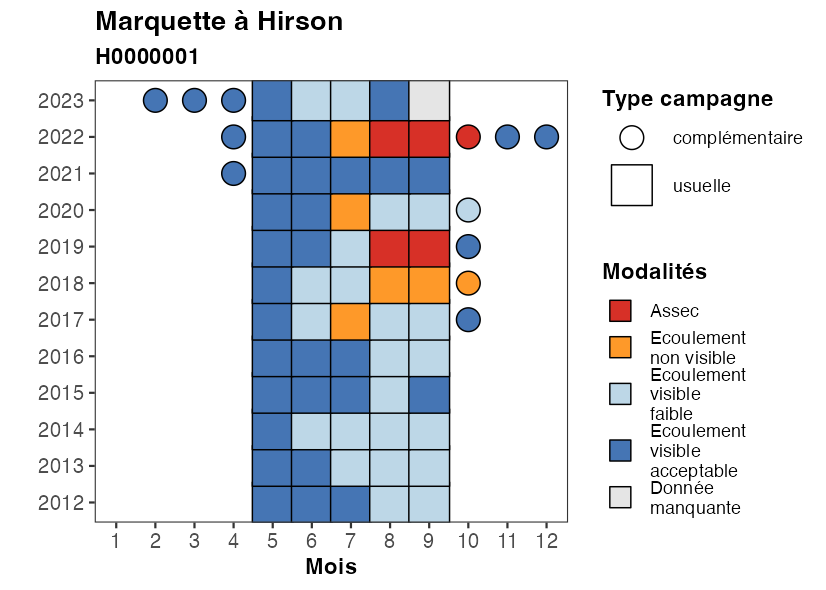 Marquette à Hirson
H0000001
2023
2022
2021
2020
2019
2018
2017
2016
2015
2014
2013
2012
1 2 3 4 5 6 7 8 9 10 11 12
Mois
Type campagne
complémentaire
usuelle
Modalités
Assec
Ecoulement
non visible
Ecoulement
visible
faible
Ecoulement
visible
acceptable
Donnée
manquante